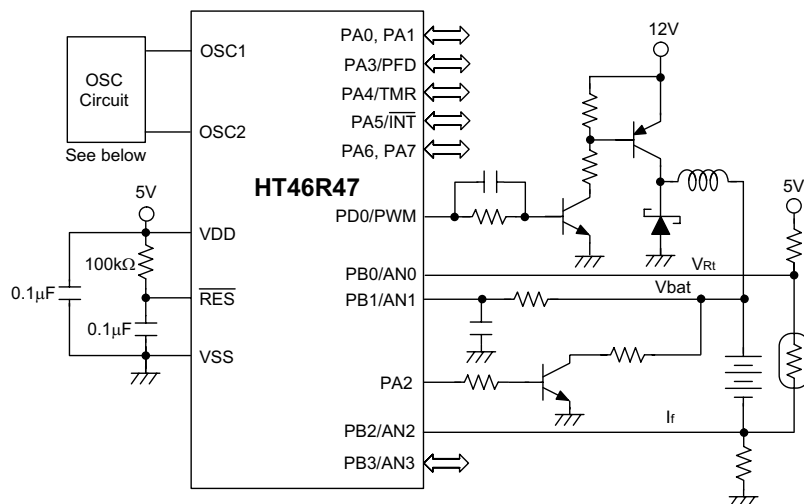 12V
OSC1
PA0, PA1
PA3/PFD
OSC
Circuit
PA4/TMR
OSC2
PA5/INT
See below
PA6, PA7
HT46R47
5V
5V
PD0/PWM
VDD
100kΩ
PB0/AN0
VRt
0.1μF
RES
PB1/AN1
Vbat
0.1μF
VSS
PA2
PB2/AN2
If
PB3/AN3